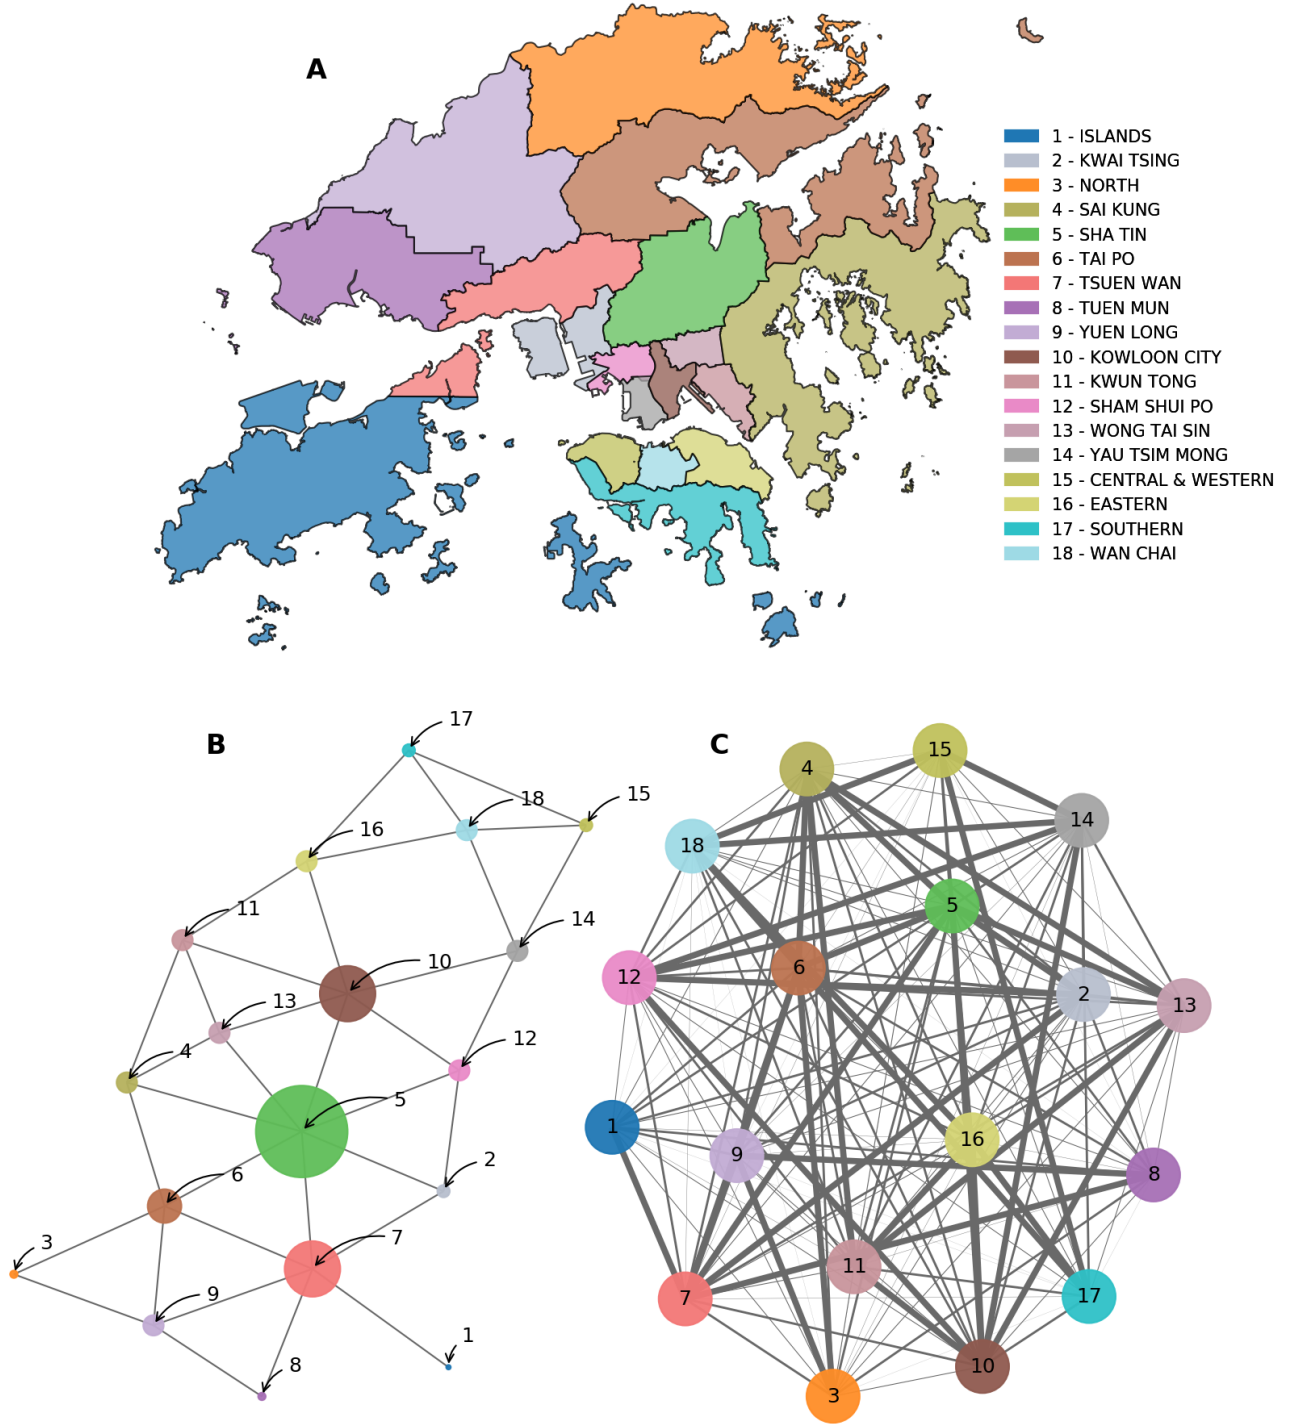 A
1 - ISLANDS
2 - KWAI TSING
3 - NORTH
4 - SAI KUNG
5 - SHA TIN
6 - TAI PO
7 - TSUEN WAN
8 - TUEN MUN
9 - YUEN LONG
10 - KOWLOON CITY
11 - KWUN TONG
12 - SHAM SHUI PO
13 - WONG TAI SIN
14 - YAU TSIM MONG
15 - CENTRAL & WESTERN
16 - EASTERN
17 - SOUTHERN
18 - WAN CHAI
B
17
15
18
16
11
14
10
13
12
4
5
2
6
7
3
9
1
8
C
15
4
14
18
5
6
12
2
13
1
16
9
8
11
17
7
10
3